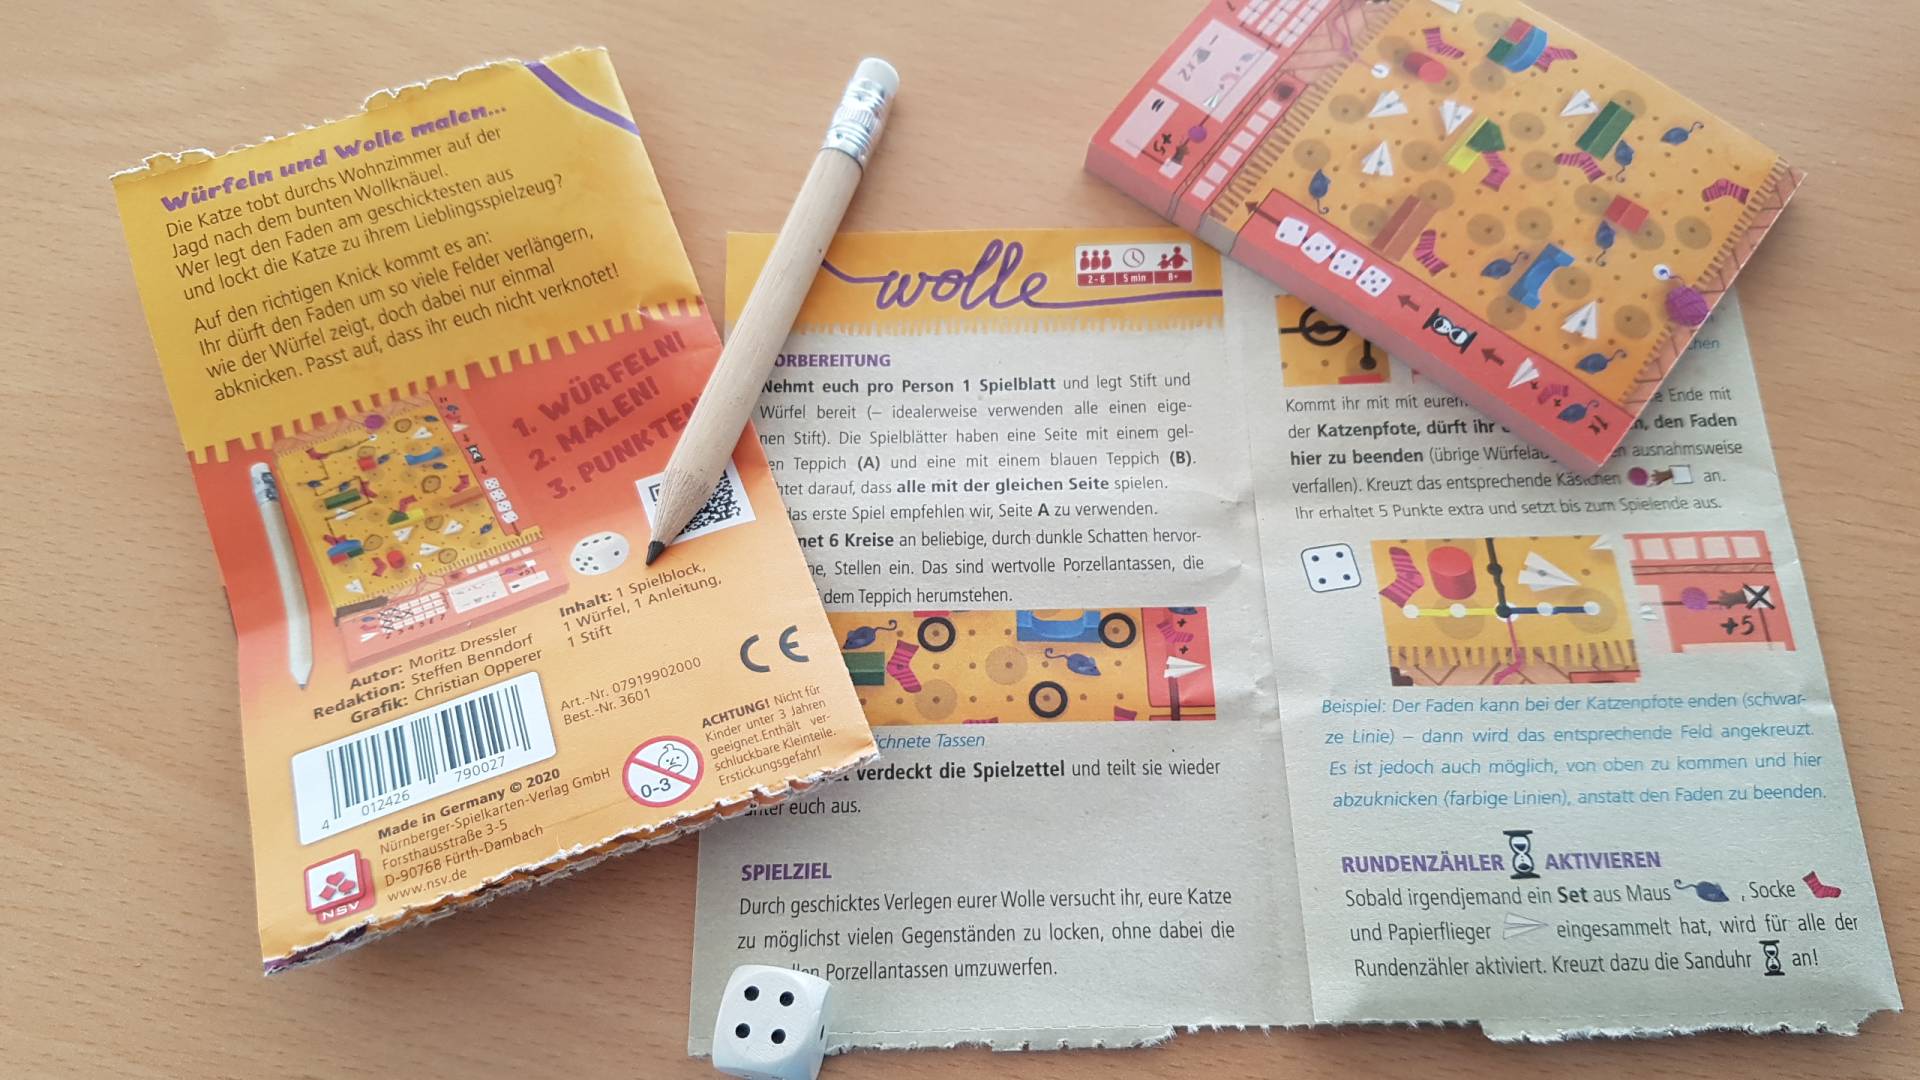 Würfeln und Wolle malen...
Die Katze tobt durchs Wohnzimmer auf der
Jagd nach dem bunten Wollknäuel.
Wer legt den Faden am geschicktesten aus
und lockt die Katze zu ihrem Lieblingsspielzeug?
Auf den richtigen Knick kommt es an:
Ihr dürft den Faden um so viele Felder verlängern,
wie der Würfel zeigt, doch dabei nur einmal
abknicken. Passt auf, dass ihr euch nicht verknotet!
1. WÜRFELN!
2. MALEN!
3. PUNKTEN
Inhalt: 1 Spielblock,
1 Würfel, 1 Anleitung,
1 Stift
Autor: Moritz Dressler
Redaktion: Steffen Benndorf
Grafik: Christian Opperer
Art.-Nr. 07919902000
Best.-Nr. 3601
CE
4 012426 790027
0-3
ACHTUNG! Nicht für
Kinder unter 3 Jahren
geeignet.Enthält ver-
schluckbare Kleinteile.
Erstickungsgefahr!
Made in Germany © 2020
Nürnberger-Spielkarten-Verlag GmbH
Forsthausstraße 3-5
D-90768 Fürth-Dambach
www.nsv.de
NSV
wolle
2-6 5 min 8+
ORBEREITUNG
Nehmt euch pro Person 1 Spielblatt und legt Stift und
Würfel bereit (– idealerweise verwenden alle einen eige-
nen Stift). Die Spielblätter haben eine Seite mit einem gel-
en Teppich (A) und eine mit einem blauen Teppich (B).
htet darauf, dass alle mit der gleichen Seite spielen.
das erste Spiel empfehlen wir, Seite A zu verwenden.
net 6 Kreise an beliebige, durch dunkle Schatten hervor-
ne, Stellen ein. Das sind wertvolle Porzellantassen, die
dem Teppich herumstehen.
ichnete Tassen
verdeckt die Spielzettel und teilt sie wieder
unter euch aus.
SPIELZIEL
Durch geschicktes Verlegen eurer Wolle versucht ihr, eure Katze
zu möglichst vielen Gegenständen zu locken, ohne dabei die
llen Porzellantassen umzuwerfen.
chen
Kommt ihr mit mit euren e Ende mit
der Katzenpfote, dürft ihr n, den Faden
hier zu beenden (übrige Würfelau en ausnahmsweise
verfallen). Kreuzt das entsprechende Kästchen an.
Ihr erhaltet 5 Punkte extra und setzt bis zum Spielende aus.
+5
Beispiel: Der Faden kann bei der Katzenpfote enden (schwar-
ze Linie) – dann wird das entsprechende Feld angekreuzt.
Es ist jedoch auch möglich, von oben zu kommen und hier
abzuknicken (farbige Linien), anstatt den Faden zu beenden.
RUNDENZÄHLER AKTIVIEREN
Sobald irgendjemand ein Set aus Maus , Socke
und Papierflieger eingesammelt hat, wird für alle der
Rundenzähler aktiviert. Kreuzt dazu die Sanduhr an!
x2
+5
1x